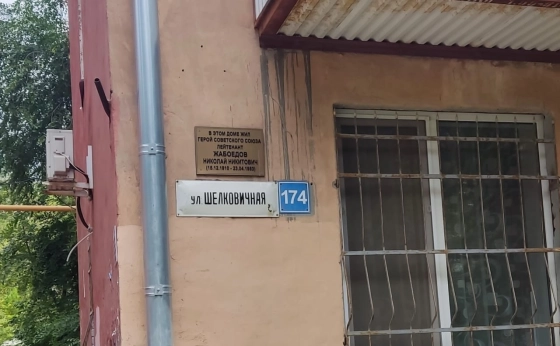 В ЭТОМ ДОМЕ ЖИЛ
ГЕРОЙ СОВЕТСКОГО СОЮЗА
ЛЕЙТЕНАНТ
ЖАБОЕДОВ
НИКОЛАЙ НИКИТОВИЧ
ул. ШЕЛКОВИЧНАЯ
174